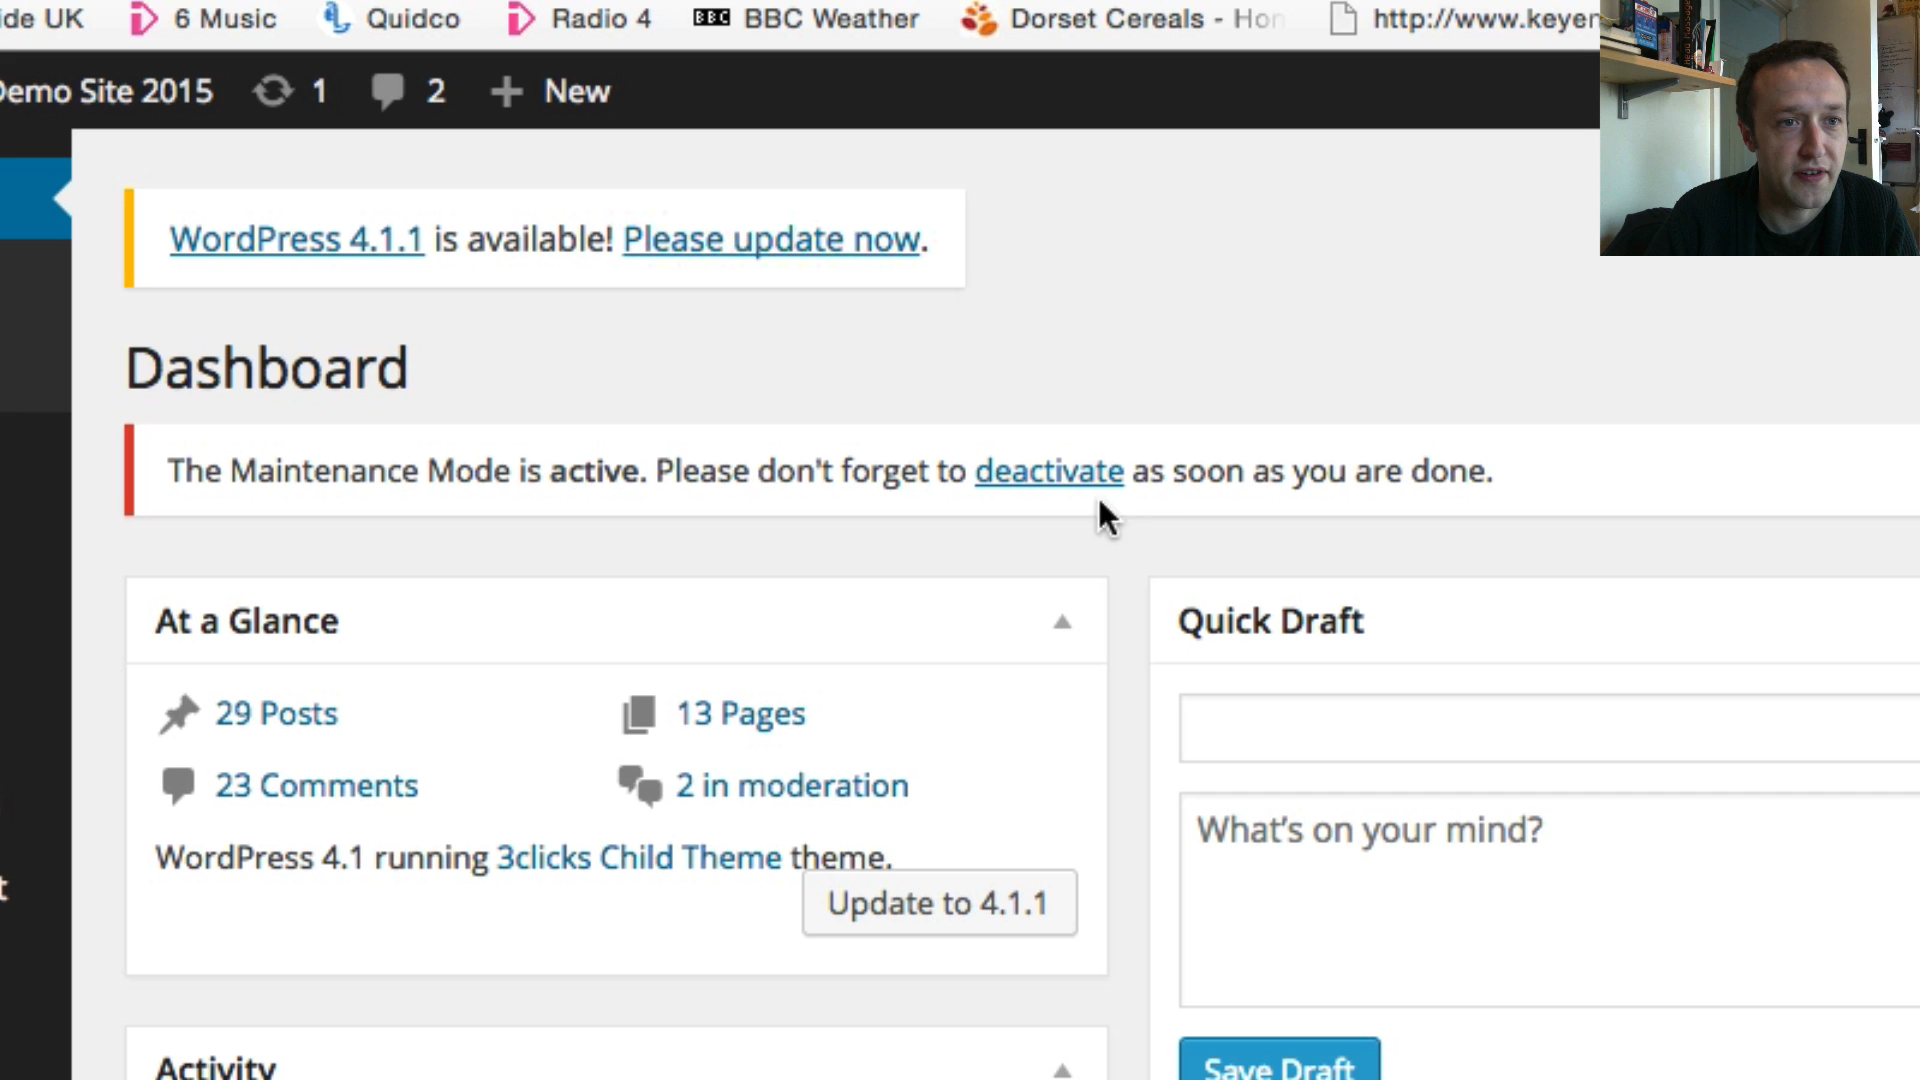 ide UK 6 Music Quidco Radio 4 BBC BBC Weather Dorset Cereals - Hon http://www.keyer
Demo Site 2015 1 2 + New
WordPress 4.1.1 is available! Please update now.
Dashboard
The Maintenance Mode is active. Please don't forget to deactivate as soon as you are done.
At a Glance
Quick Draft
29 Posts 13 Pages
23 Comments 2 in moderation
What's on your mind?
WordPress 4.1 running 3clicks Child Theme theme.
Update to 4.1.1
Activity
Save Draft
t